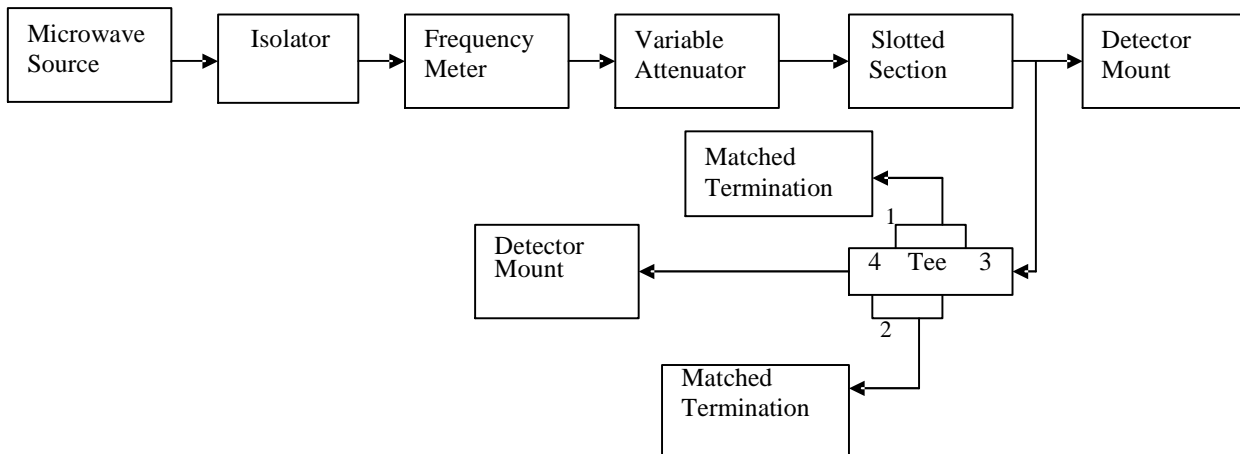 Microwave
Source
Isolator
Frequency
Meter
Variable
Attenuator
Slotted
Section
Detector
Mount
Matched
Termination
1
4 Tee 3
2
Detector
Mount
Matched
Termination